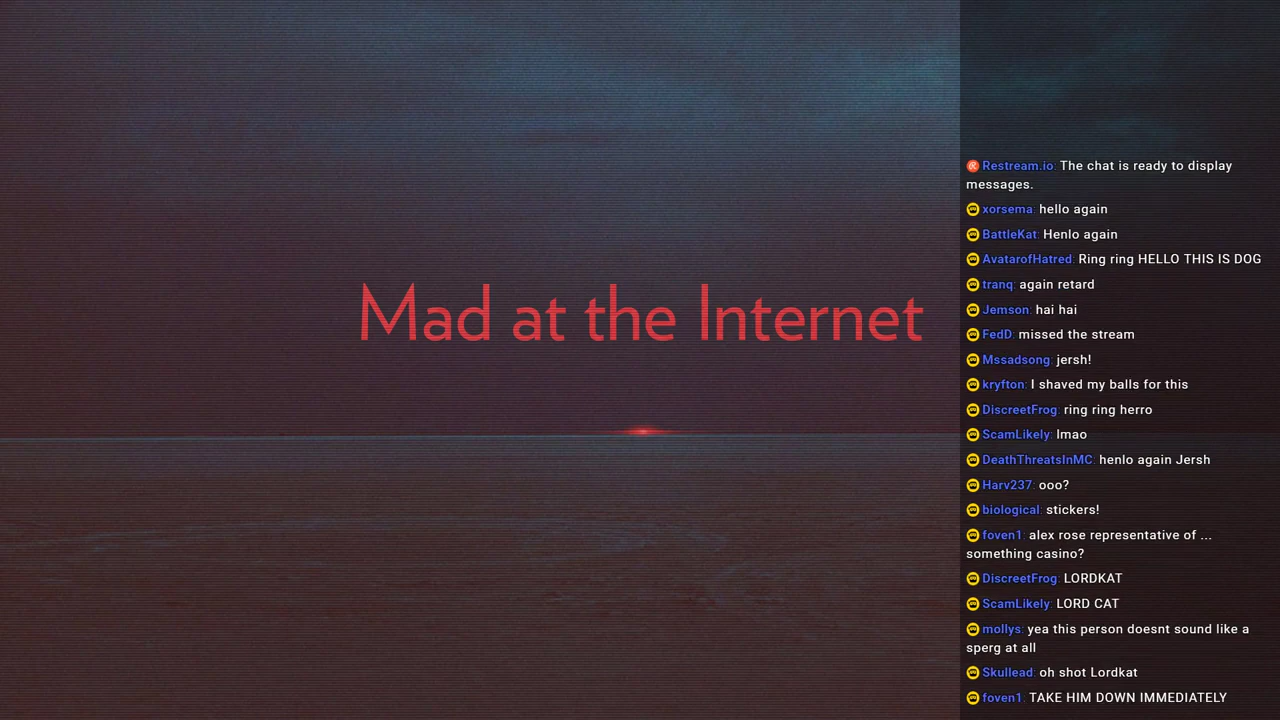 Mad at the Internet
Restream.io: The chat is ready to display
messages.
xorsema: hello again
BattleKat: Henlo again
AvatarofHatred: Ring ring HELLO THIS IS DOG
tranq: again retard
Jemson: hai hai
FedD: missed the stream
Mssadsong: jersh!
kryfton: I shaved my balls for this
DiscreetFrog: ring ring herro
ScamLikely: lmao
DeathThreatsInMC: henlo again Jersh
Harv237: ooo?
biological: stickers!
foven1: alex rose representative of ...
something casino?
DiscreetFrog: LORDKAT
ScamLikely: LORD CAT
mollys: yea this person doesnt sound like a
sperg at all
Skullead: oh shot Lordkat
foven1: TAKE HIM DOWN IMMEDIATELY